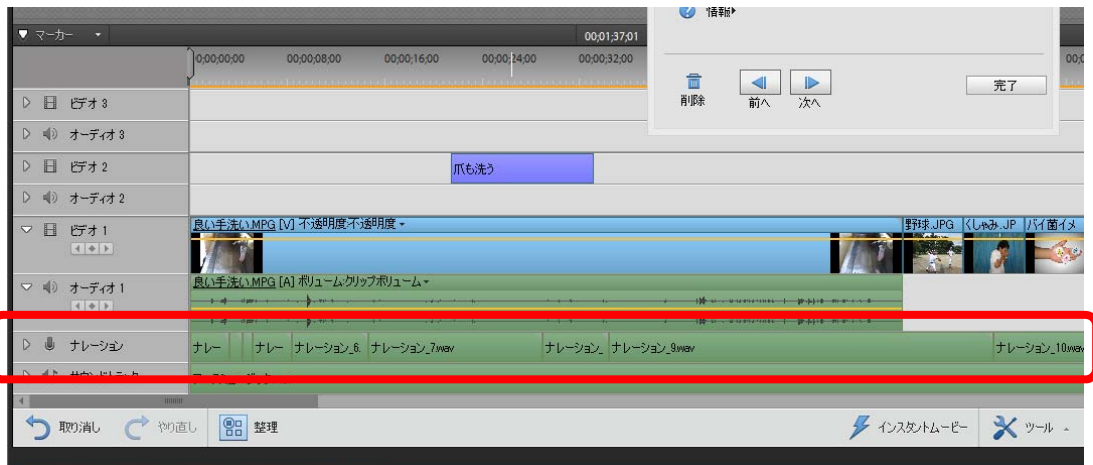 情報
マーカー
00;01;37;01
0;00;00;00 00;00;08;00 00;00;16;00 00;00;24;00 00;00;32;00
削除 前へ 次へ 完了
ビデオ 3
オーディオ 3
ビデオ 2 爪も洗う
オーディオ 2
ビデオ 1 良い手洗い.MPG [V] 不透明度:不透明度 野球.JPG くしゃみ.JP バイ菌イメ
オーディオ 1 良い手洗い.MPG [A] ボリューム:クリップボリューム
ナレーション ナレー ナレー ナレーション_6. ナレーション_7.wav ナレーション_ ナレーション_9.wav ナレーション_10.wav
取り消し やり直し 整理 インスタントムービー ツール